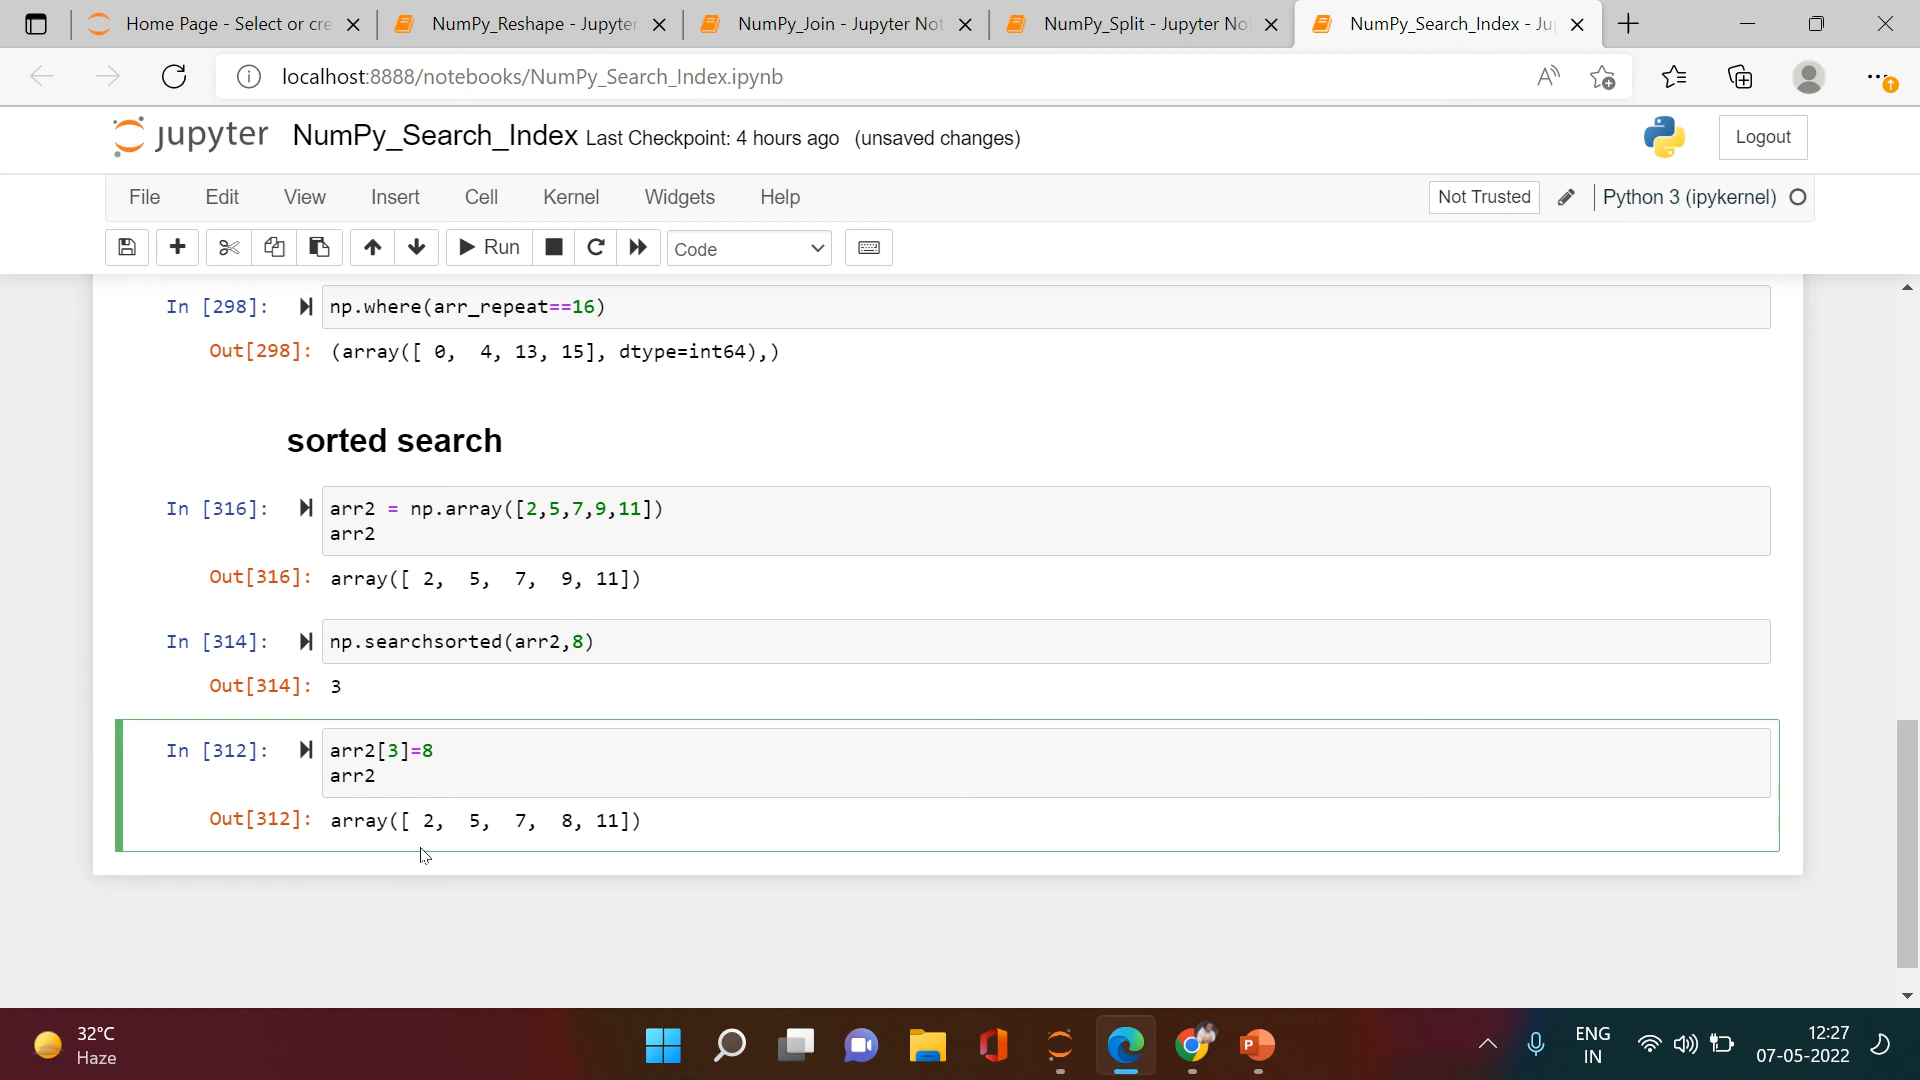 Home Page - Select or cre
NumPy_Reshape - Jupyter
NumPy_Join - Jupyter Not
NumPy_Split - Jupyter No
NumPy_Search_Index - Ju
localhost:8888/notebooks/NumPy_Search_Index.ipynb
jupyter NumPy_Search_Index Last Checkpoint: 4 hours ago (unsaved changes)
Logout
File Edit View Insert Cell Kernel Widgets Help
Not Trusted
Python 3 (ipykernel)
Run
Code
In [298]: np.where(arr_repeat==16)
Out[298]: (array([ 0,  4, 13, 15], dtype=int64),)
sorted search
In [316]: arr2 = np.array([2,5,7,9,11])
arr2
Out[316]: array([ 2,  5,  7,  9, 11])
In [314]: np.searchsorted(arr2,8)
Out[314]: 3
In [312]: arr2[3]=8
arr2
Out[312]: array([ 2,  5,  7,  8, 11])
32°C
Haze
ENG
IN
12:27
07-05-2022